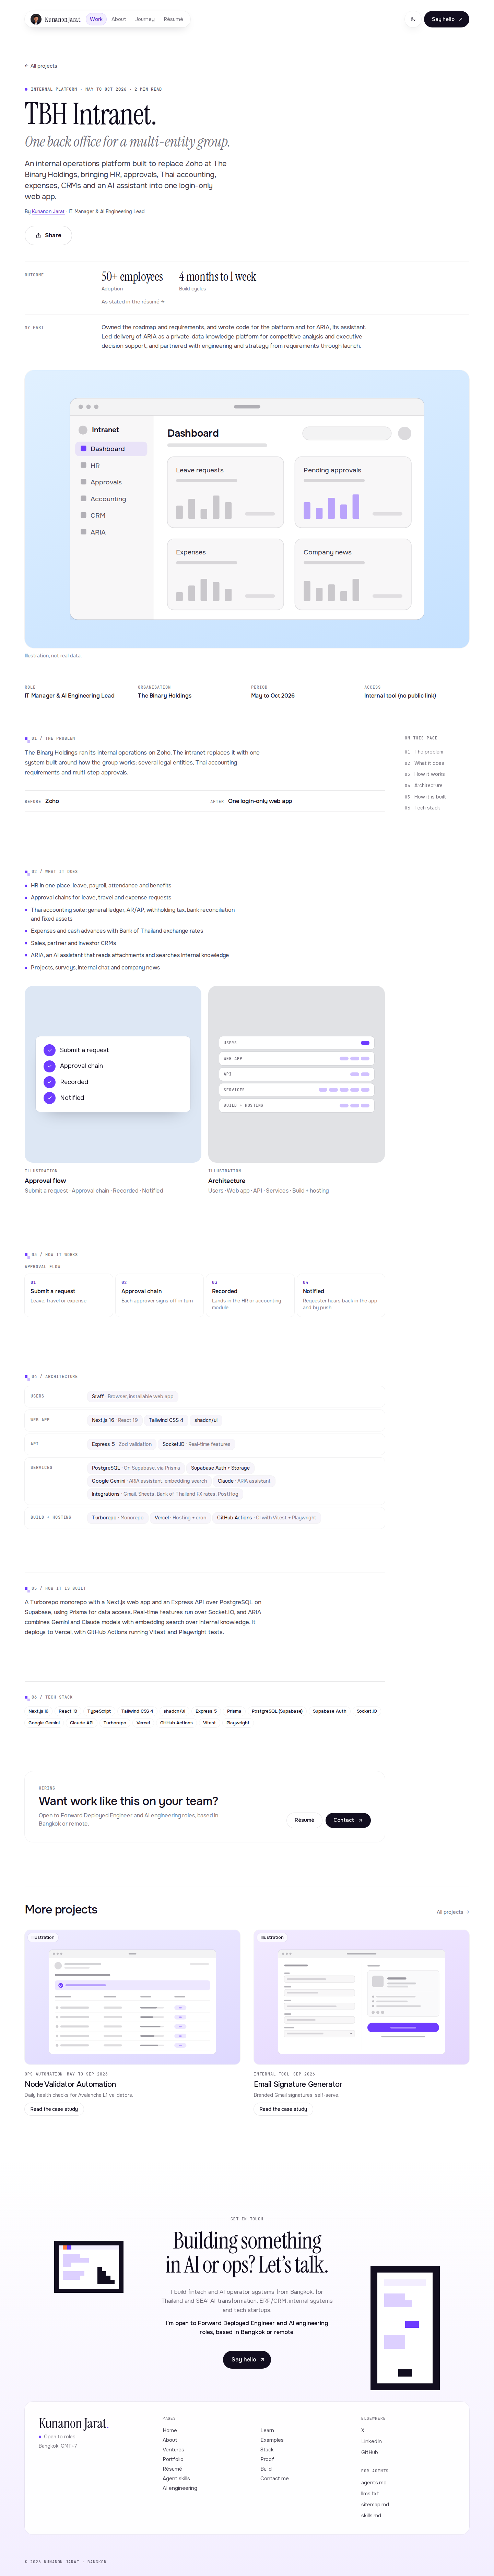 Kunanon Jarat Work About Journey Résumé Say hello
← All projects
INTERNAL PLATFORM · MAY TO OCT 2026 · 2 MIN READ
TBH Intranet.
One back office for a multi-entity group.
An internal operations platform built to replace Zoho at The
Binary Holdings, bringing HR, approvals, Thai accounting,
expenses, CRMs and an AI assistant into one login-only
web app.
By Kunanon Jarat · IT Manager & AI Engineering Lead
Share
OUTCOME
50+ employees
Adoption
4 months to 1 week
Build cycles
As stated in the résumé
MY PART
Owned the roadmap and requirements, and wrote code for the platform and for ARIA, its assistant.
Led delivery of ARIA as a private-data knowledge platform for competitive analysis and executive
decision support, and partnered with engineering and strategy from requirements through launch.
Intranet
Dashboard
HR
Approvals
Accounting
CRM
ARIA
Dashboard
Leave requests
Pending approvals
Expenses
Company news
Illustration, not real data.
ROLE
IT Manager & AI Engineering Lead
ORGANISATION
The Binary Holdings
PERIOD
May to Oct 2026
ACCESS
Internal tool (no public link)
01 / THE PROBLEM
The Binary Holdings ran its internal operations on Zoho. The intranet replaces it with one
system built around how the group works: several legal entities, Thai accounting
requirements and multi-step approvals.
BEFORE Zoho
AFTER One login-only web app
ON THIS PAGE
01 The problem
02 What it does
03 How it works
04 Architecture
05 How it is built
06 Tech stack
02 / WHAT IT DOES
HR in one place: leave, payroll, attendance and benefits
Approval chains for leave, travel and expense requests
Thai accounting suite: general ledger, AR/AP, withholding tax, bank reconciliation
and fixed assets
Expenses and cash advances with Bank of Thailand exchange rates
Sales, partner and investor CRMs
ARIA, an AI assistant that reads attachments and searches internal knowledge
Projects, surveys, internal chat and company news
Submit a request
Approval chain
Recorded
Notified
USERS
WEB APP
API
SERVICES
BUILD + HOSTING
ILLUSTRATION
Approval flow
Submit a request · Approval chain · Recorded · Notified
ILLUSTRATION
Architecture
Users · Web app · API · Services · Build + hosting
03 / HOW IT WORKS
APPROVAL FLOW
01
Submit a request
Leave, travel or expense
02
Approval chain
Each approver signs off in turn
03
Recorded
Lands in the HR or accounting
module
04
Notified
Requester hears back in the app
and by push
04 / ARCHITECTURE
USERS
Staff · Browser, installable web app
WEB APP
Next.js 16 · React 19 Tailwind CSS 4 shadcn/ui
API
Express 5 · Zod validation Socket.IO · Real-time features
SERVICES
PostgreSQL · On Supabase, via Prisma Supabase Auth + Storage
Google Gemini · ARIA assistant, embedding search Claude · ARIA assistant
Integrations · Gmail, Sheets, Bank of Thailand FX rates, PostHog
BUILD + HOSTING
Turborepo · Monorepo Vercel · Hosting + cron GitHub Actions · CI with Vitest + Playwright
05 / HOW IT IS BUILT
A Turborepo monorepo with a Next.js web app and an Express API over PostgreSQL on
Supabase, using Prisma for data access. Real-time features run over Socket.IO, and ARIA
combines Gemini and Claude models with embedding search over internal knowledge. It
deploys to Vercel, with GitHub Actions running Vitest and Playwright tests.
06 / TECH STACK
Next.js 16 React 19 TypeScript Tailwind CSS 4 shadcn/ui Express 5 Prisma PostgreSQL (Supabase) Supabase Auth Socket.IO
Google Gemini Claude API Turborepo Vercel GitHub Actions Vitest Playwright
HIRING
Want work like this on your team?
Open to Forward Deployed Engineer and AI engineering roles, based in
Bangkok or remote.
Résumé
Contact
More projects
All projects
Illustration
Illustration
OPS AUTOMATION · MAY TO SEP 2026
Node Validator Automation
Daily health checks for Avalanche L1 validators.
Read the case study
INTERNAL TOOL · SEP 2026
Email Signature Generator
Branded Gmail signatures, self-serve.
Read the case study
GET IN TOUCH
Building something
in AI or ops? Let's talk.
I build fintech and AI operator systems from Bangkok, for
Thailand and SEA: AI transformation, ERP/CRM, internal systems
and tech startups.
I'm open to Forward Deployed Engineer and AI engineering
roles, based in Bangkok or remote.
Say hello
Kunanon Jarat.
Open to roles
Bangkok, GMT+7
PAGES
Home
About
Ventures
Portfolio
Résumé
Agent skills
AI engineering
Learn
Examples
Stack
Proof
Build
Contact me
ELSEWHERE
X
LinkedIn
GitHub
FOR AGENTS
agents.md
llms.txt
sitemap.md
skills.md
© 2026 KUNANON JARAT · BANGKOK